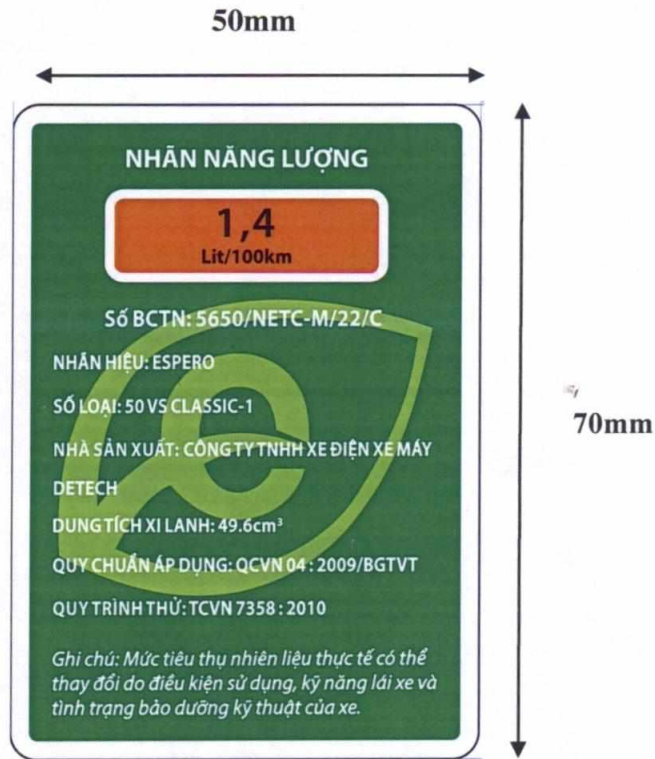 50mm
NHÃN NĂNG LƯỢNG
1,4
Lit/100km
Số BCTN: 5650/NETC-M/22/C
NHÃN HIỆU: ESPERO
SỐ LOẠI: 50 VS CLASSIC-1
NHÀ SẢN XUẤT: CÔNG TY TNHH XE ĐIỆN XE MÁY
DETECH
DUNG TÍCH XI LANH: 49.6cm³
QUY CHUẨN ÁP DỤNG: QCVN 04 : 2009/BGTVT
QUY TRÌNH THỬ: TCVN 7358 : 2010
Ghi chú: Mức tiêu thụ nhiên liệu thực tế có thể
thay đổi do điều kiện sử dụng, kỹ năng lái xe và
tình trạng bảo dưỡng kỹ thuật của xe.
70mm